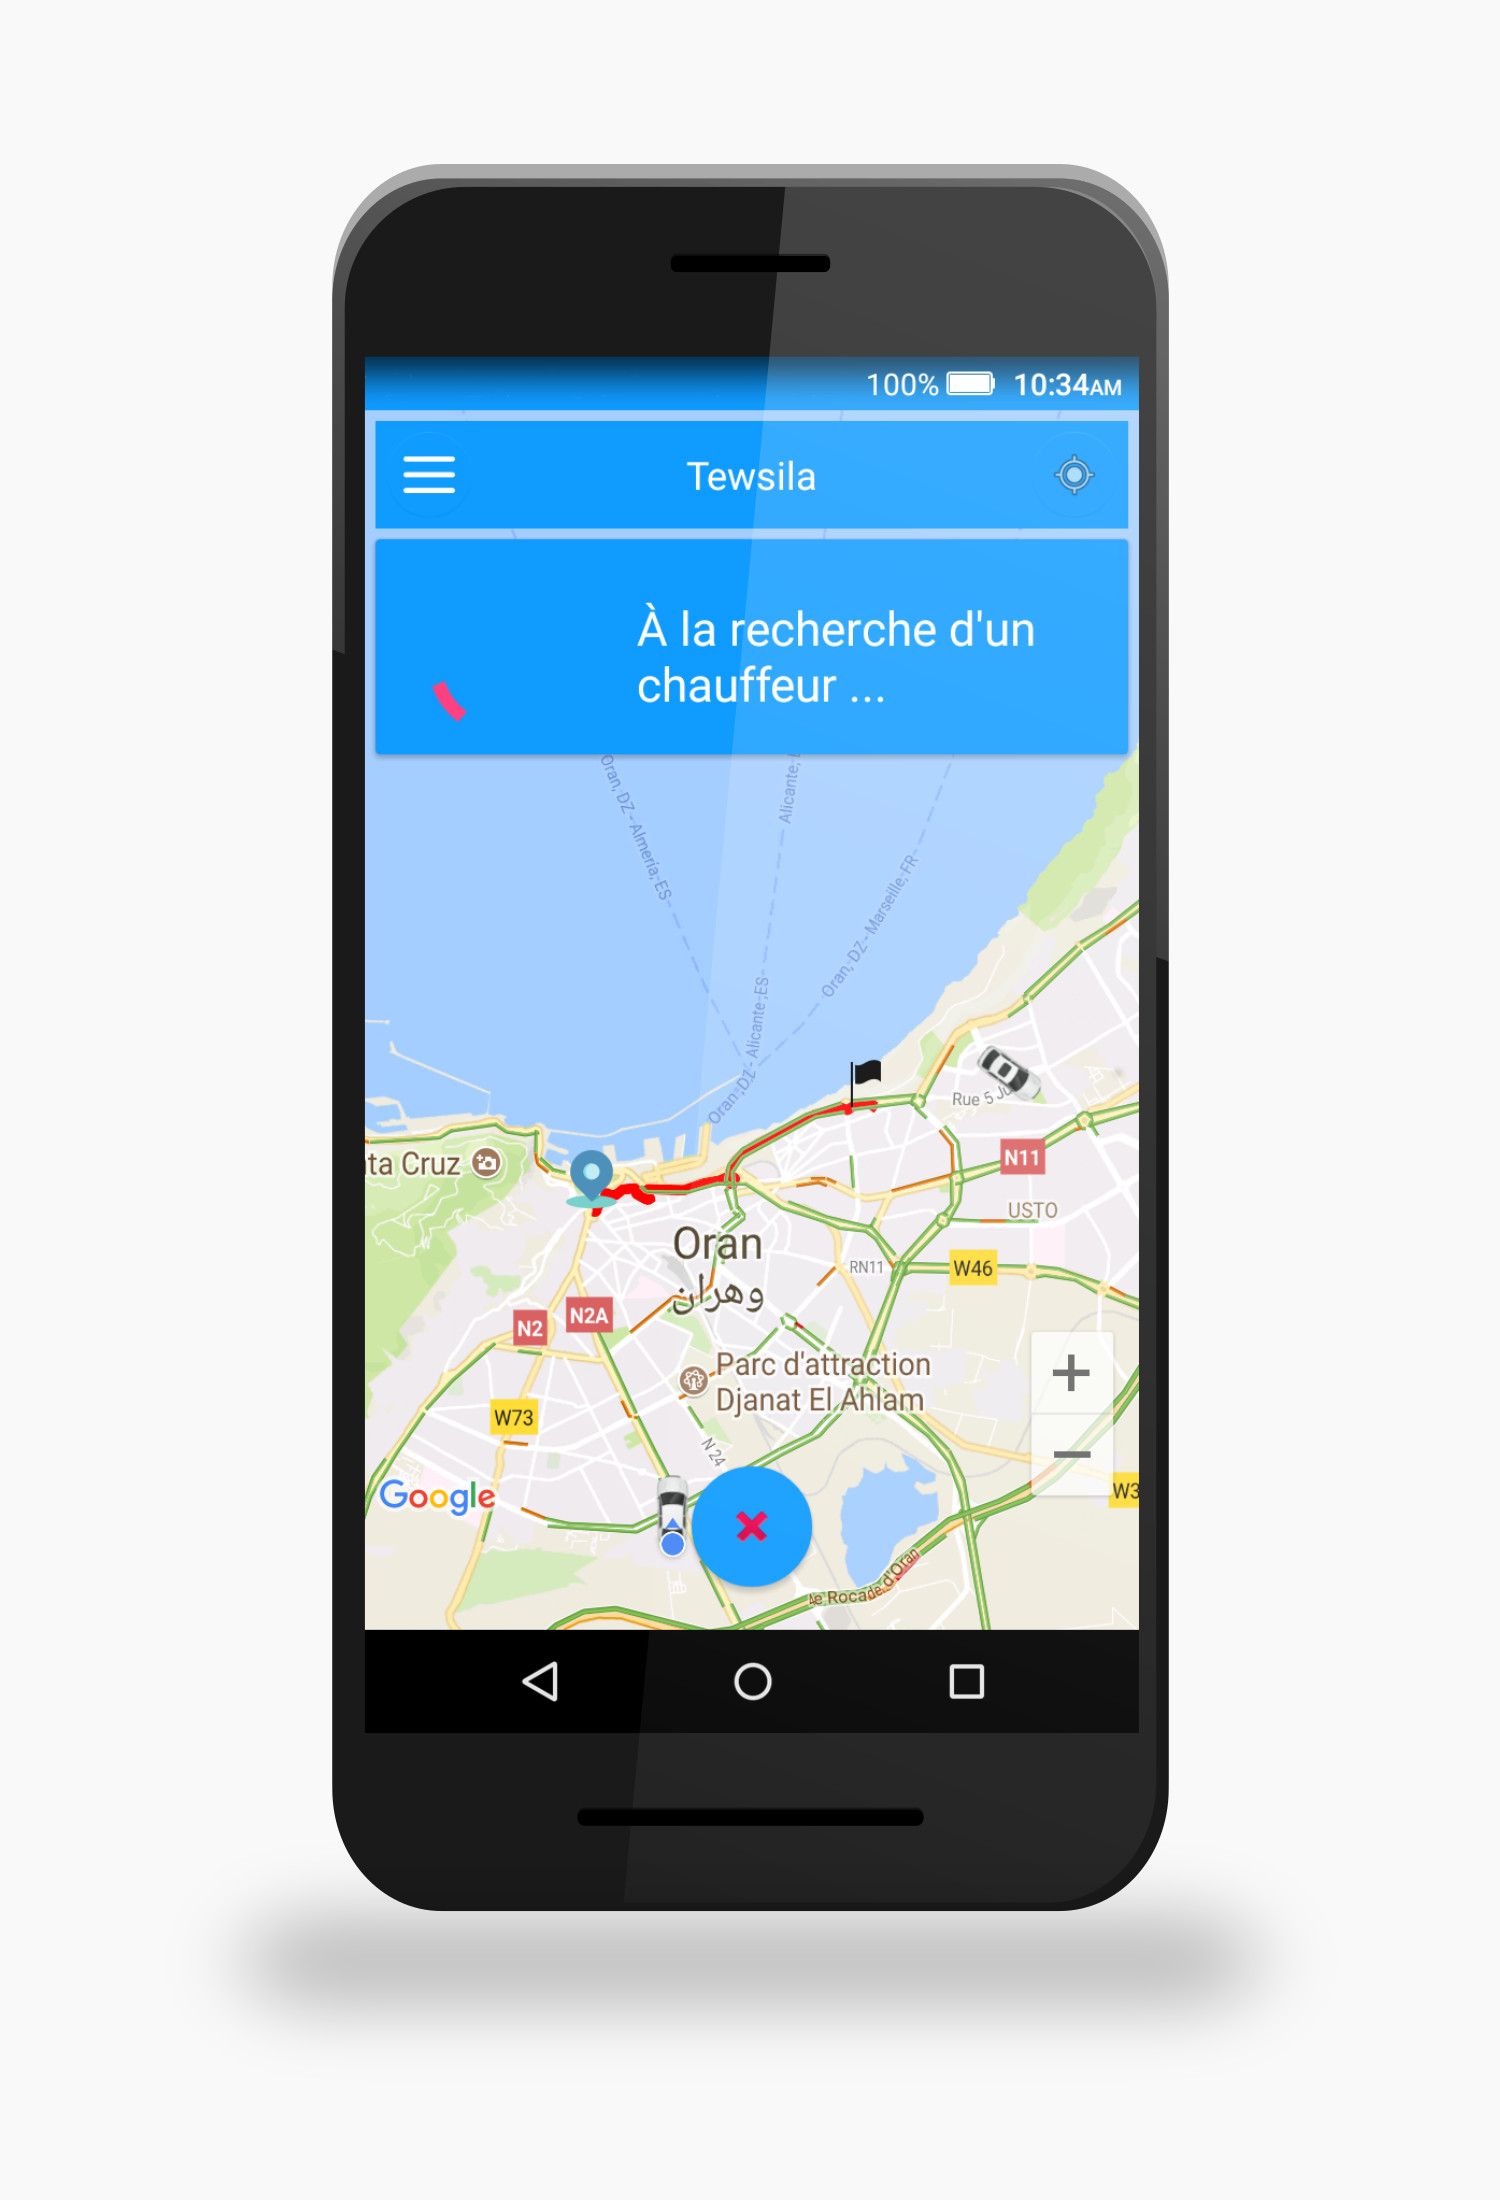 100% 10:34AM
Tewsila
À la recherche d'un
chauffeur ...
Oran, DZ - Almería, ES
Alicante,
Oran, DZ - Marseille, FR
Oran, DZ - Alicante, ES
Rue 5 Ju
ta Cruz
N11
USTO
Oran
RN11
W46
وهران
N2A
N2
Parc d'attraction
Djanat El Ahlam
+
W73
N 24
−
Google
W3
Rocade d'Oran